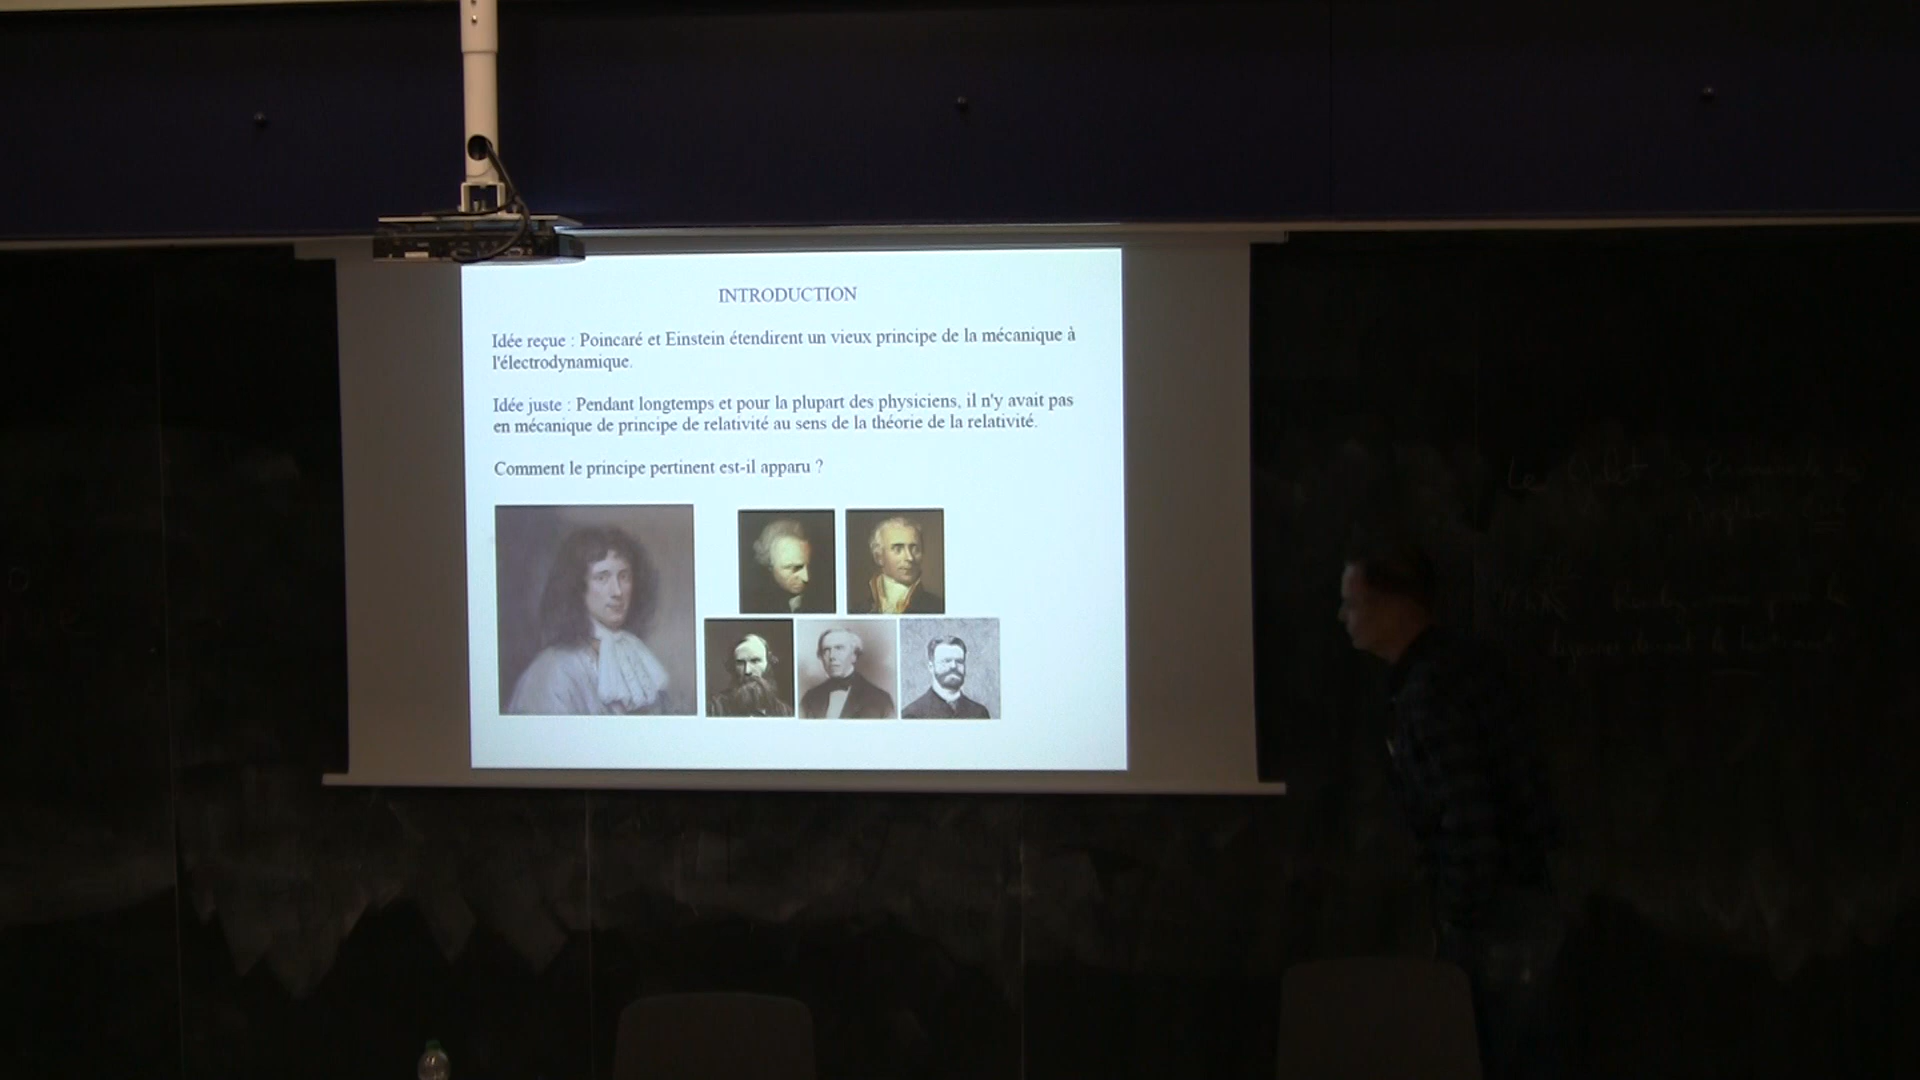 INTRODUCTION
Idée reçue : Poincaré et Einstein étendirent un vieux principe de la mécanique à
l'électrodynamique.
Idée juste : Pendant longtemps et pour la plupart des physiciens, il n'y avait pas
en mécanique de principe de relativité au sens de la théorie de la relativité.
Comment le principe pertinent est-il apparu ?